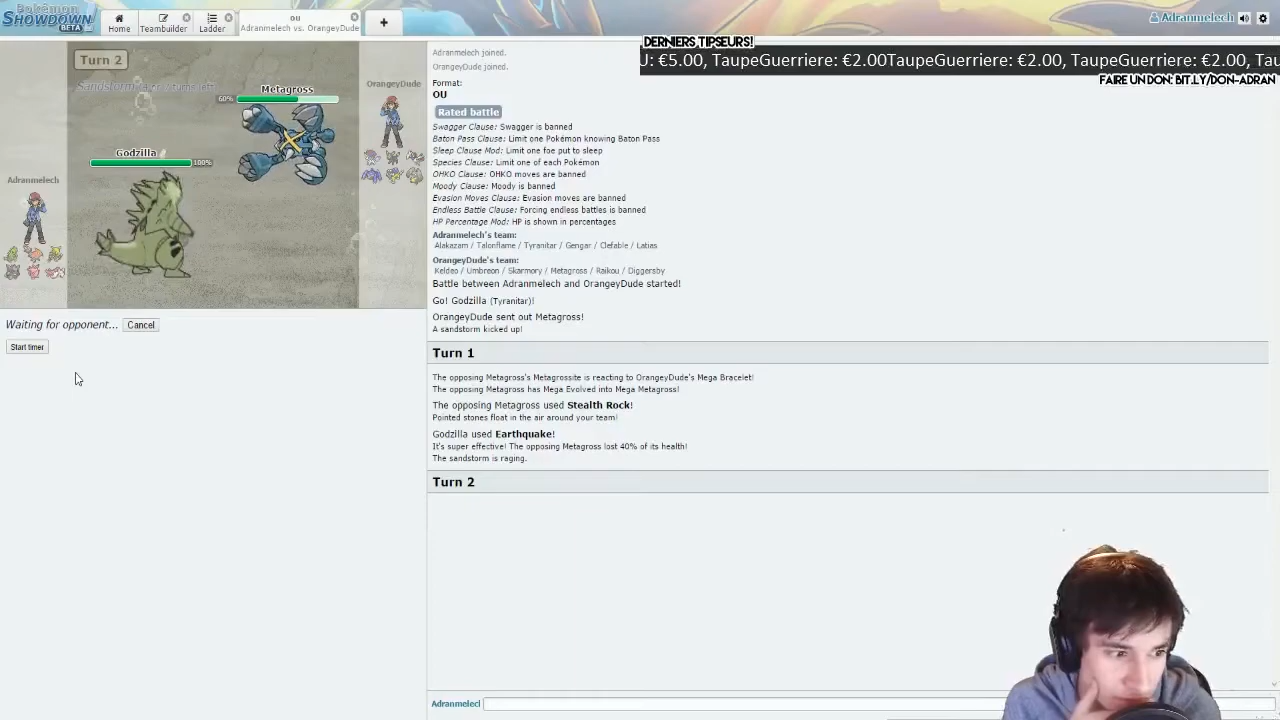 Pokémon
Showdown
BETA
Home
Teambuilder
Ladder
ou
Adranmelech vs. OrangeyDude
+
Adranmelech
DERNIERS TIPSEURS!
U: €5.00, TaupeGuerriere: €2.00TaupeGuerriere: €2.00, TaupeGuerriere: €2.00, Tau
FAIRE UN DON: BIT.LY/DON-ADRAN
Turn 2
Metagross
60%
Godzilla
100%
Adranmelech
OrangeyDude
Waiting for opponent... Cancel
Start timer
Adranmelech joined.
OrangeyDude joined.
Format:
OU
Rated battle
Swagger Clause: Swagger is banned
Baton Pass Clause: Limit one Pokémon knowing Baton Pass
Sleep Clause Mod: Limit one foe put to sleep
Species Clause: Limit one of each Pokémon
OHKO Clause: OHKO moves are banned
Moody Clause: Moody is banned
Evasion Moves Clause: Evasion moves are banned
Endless Battle Clause: Forcing endless battles is banned
HP Percentage Mod: HP is shown in percentages
Adranmelech's team:
Alakazam / Talonflame / Tyranitar / Gengar / Clefable / Latias
OrangeyDude's team:
Keldeo / Umbreon / Skarmory / Metagross / Raikou / Diggersby
Battle between Adranmelech and OrangeyDude started!
Go! Godzilla (Tyranitar)!
OrangeyDude sent out Metagross!
A sandstorm kicked up!
Turn 1
The opposing Metagross's Metagrossite is reacting to OrangeyDude's Mega Bracelet!
The opposing Metagross has Mega Evolved into Mega Metagross!
The opposing Metagross used Stealth Rock!
Pointed stones float in the air around your team!
Godzilla used Earthquake!
It's super effective! The opposing Metagross lost 40% of its health!
The sandstorm is raging.
Turn 2
Adranmelecl